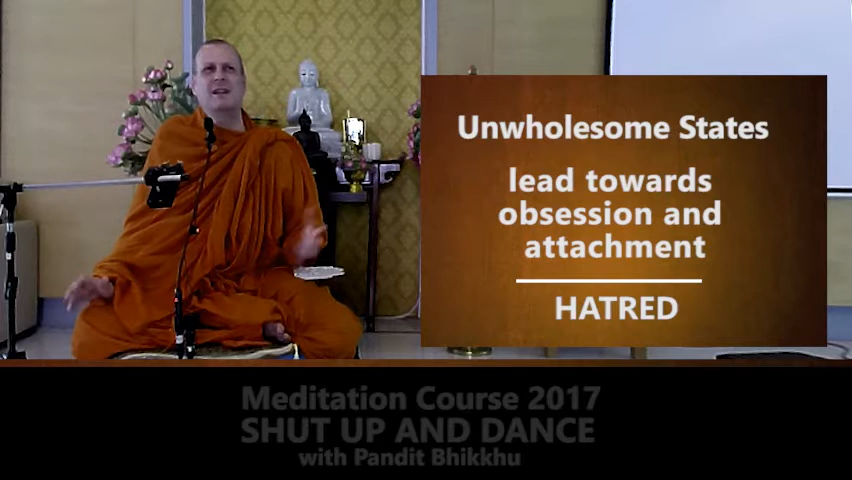 Unwholesome States
lead towards
obsession and
attachment
HATRED
Meditation Course 2017
SHUT UP AND DANCE
with Pandit Bhikkhu